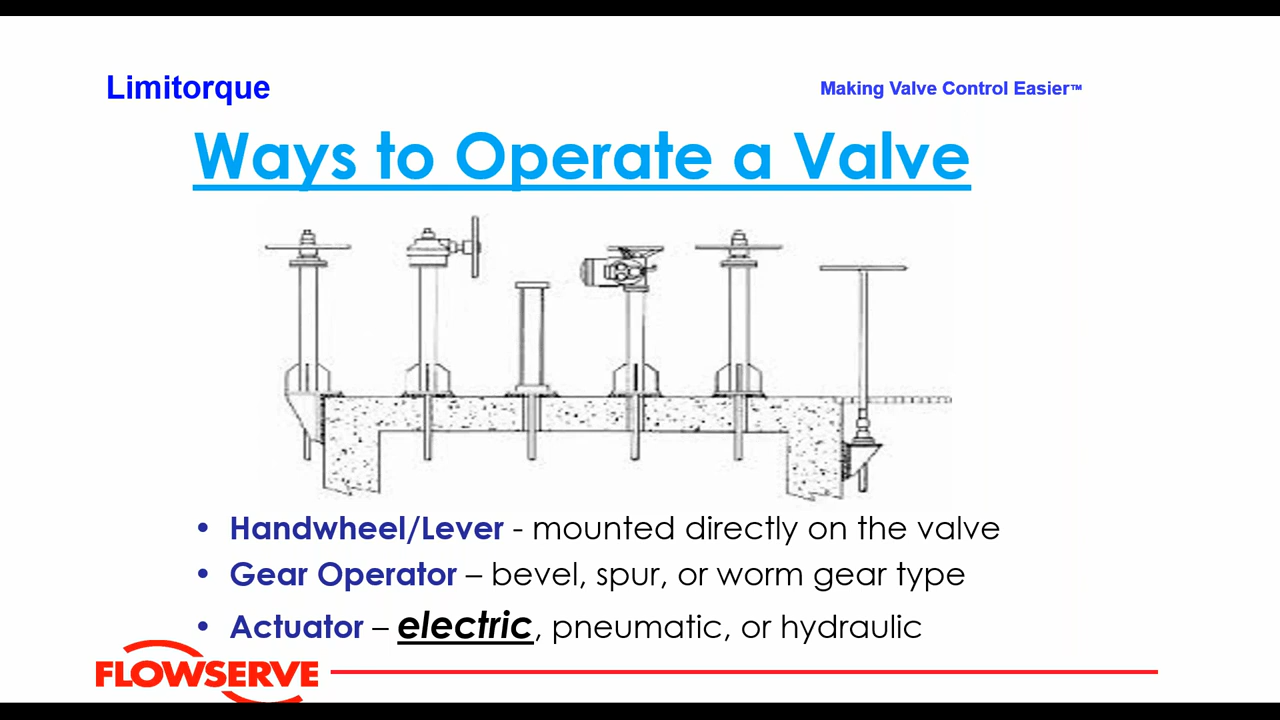 Limitorque
Making Valve Control Easier™
Ways to Operate a Valve
• Handwheel/Lever - mounted directly on the valve
• Gear Operator – bevel, spur, or worm gear type
• Actuator – electric, pneumatic, or hydraulic
FLOWSERVE